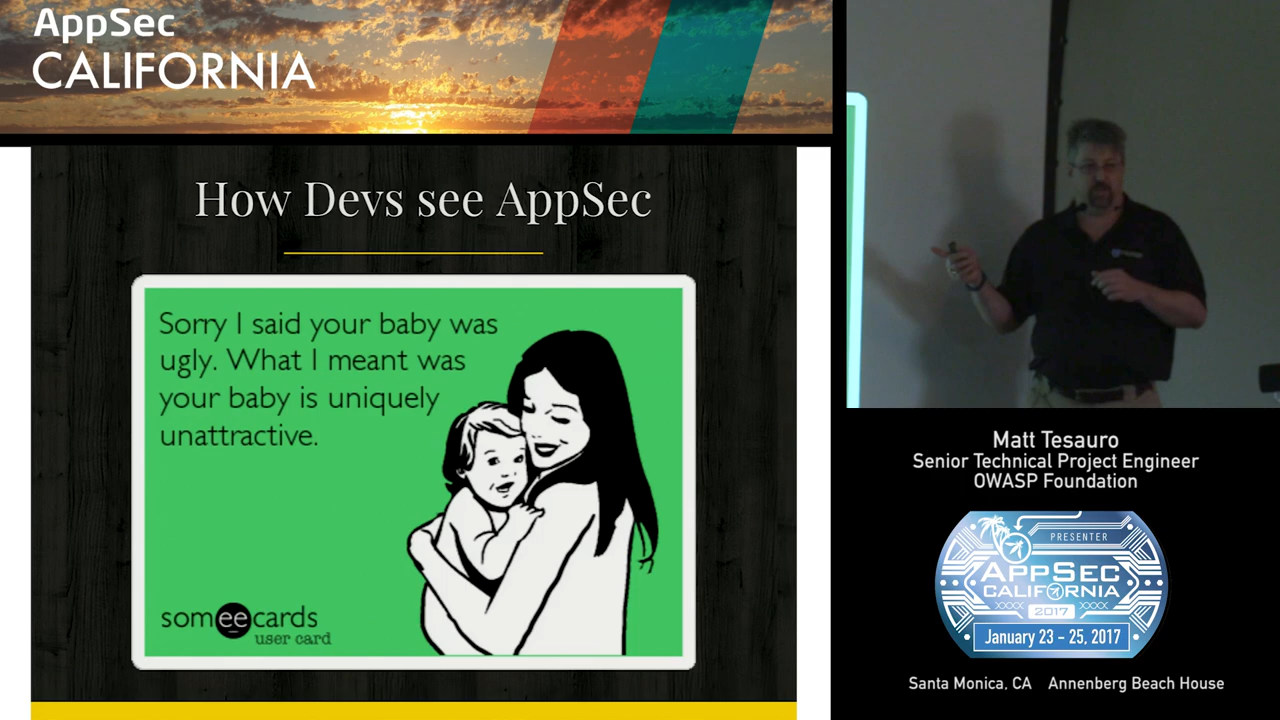 AppSec
CALIFORNIA
How Devs see AppSec
Sorry I said your baby was
ugly. What I meant was
your baby is uniquely
unattractive.
someecards
user card
Matt Tesauro
Senior Technical Project Engineer
OWASP Foundation
PRESENTER
APPSEC
CALIFORNIA
XXXX 2017 XXXX
January 23 - 25, 2017
Santa Monica, CA Annenberg Beach House